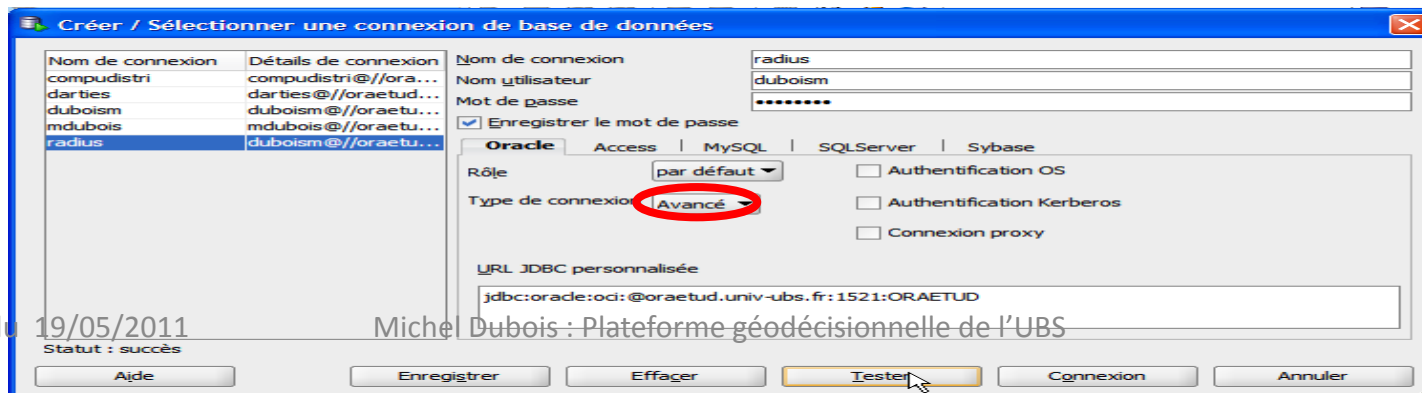 Créer / Sélectionner une connexion de base de données
Nom de connexion Détails de connexion
compudistri compudistri@//ora...
darties darties@//oraetud...
duboism duboism@//oraetu...
mdubois mdubois@//oraetu...
radius duboism@//oraetu...
Nom de connexion radius
Nom utilisateur duboism
Mot de passe ••••••••
Enregistrer le mot de passe
Oracle Access MySQL SQLServer Sybase
Rôle par défaut Authentification OS
Type de connexion Avancé Authentification Kerberos
Connexion proxy
URL JDBC personnalisée
jdbc:oracle:oci:@oraetud.univ-ubs.fr:1521:ORAETUD
19/05/2011 Michel Dubois : Plateforme géodécisionnelle de l'UBS
Statut : succès
Aide Enregistrer Effacer Tester Connexion Annuler